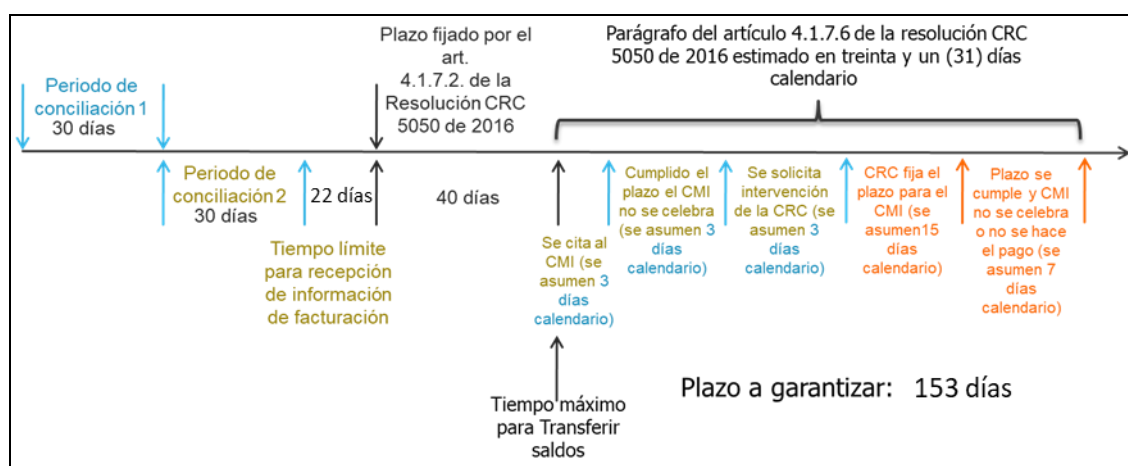 Periodo de
conciliación 1
30 días
Plazo fijado por el
art.
4.1.7.2. de la
Resolución CRC
5050 de 2016
Parágrafo del artículo 4.1.7.6 de la resolución CRC
5050 de 2016 estimado en treinta y un (31) días
calendario
Periodo de
conciliación 2
30 días
22 días
40 días
Tiempo límite
para recepción
de información
de facturación
Se cita al
CMI (se
asumen 3
días
calendario)
Cumplido el
plazo el CMI
no se celebra
(se asumen 3
días
calendario)
Se solicita
intervención
de la CRC (se
asumen 3
días
calendario)
CRC fija el
plazo para el
CMI (se
asumen15
días
calendario)
Plazo se
cumple y CMI
no se celebra
o no se hace
el pago (se
asumen 7
días
calendario)
Tiempo máximo
para Transferir
saldos
Plazo a garantizar: 153 días